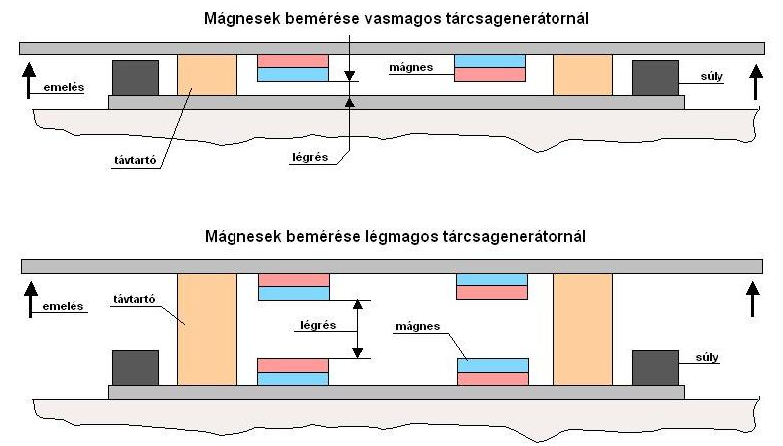 Mágnesek bemérése vasmagos tárcsagenerátornál
mágnes
súly
emelés
távtartó
légrés
Mágnesek bemérése légmagos tárcsagenerátornál
emelés
távtartó
légrés
mágnes
súly